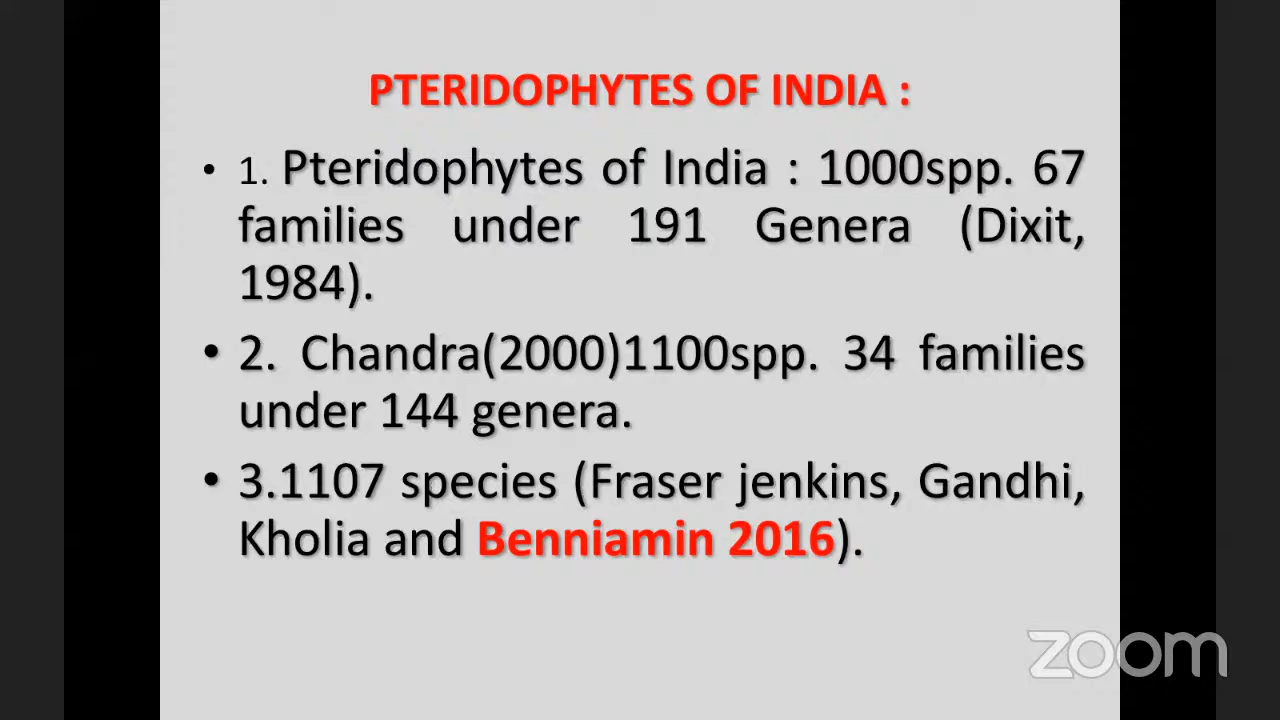 PTERIDOPHYTES OF INDIA :
• 1. Pteridophytes of India : 1000spp. 67
families under 191 Genera (Dixit,
1984).
• 2. Chandra(2000)1100spp. 34 families
under 144 genera.
• 3.1107 species (Fraser jenkins, Gandhi,
Kholia and Benniamin 2016).
zoom